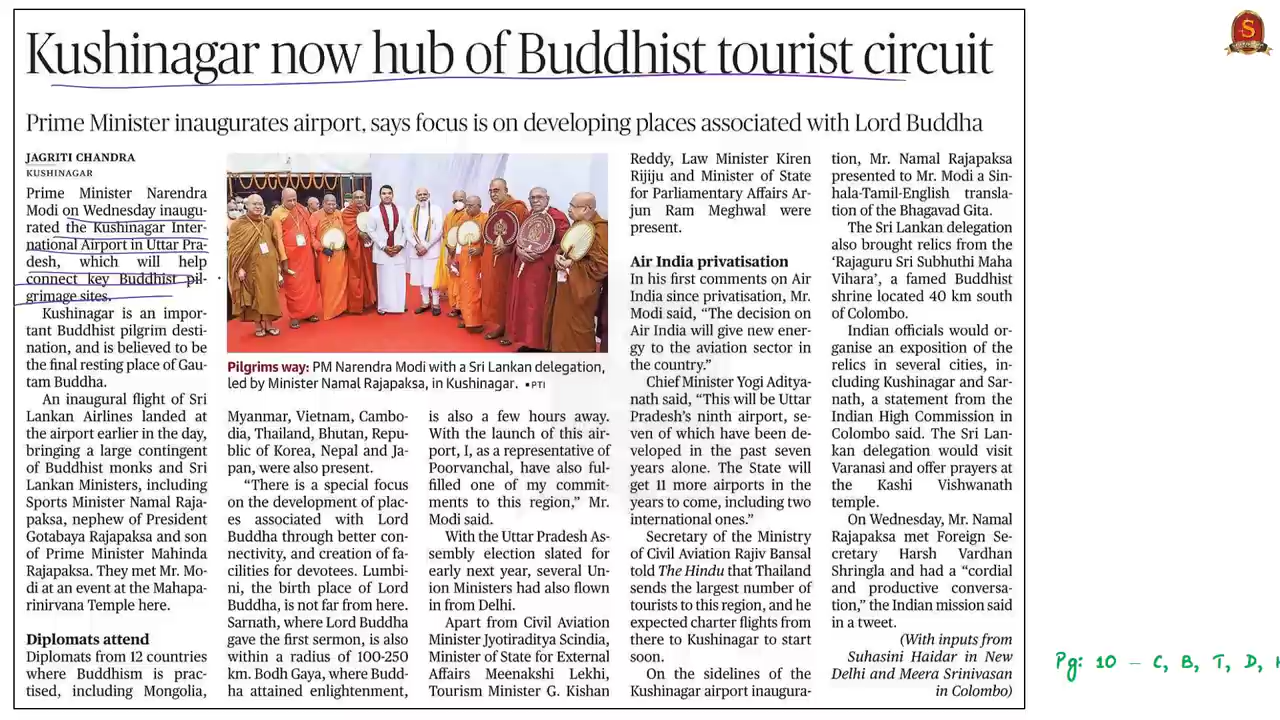 Kushinagar now hub of Buddhist tourist circuit
Prime Minister inaugurates airport, says focus is on developing places associated with Lord Buddha
JAGRITI CHANDRA
KUSHINAGAR
Prime Minister Narendra
Modi on Wednesday inaugu-
rated the Kushinagar Inter-
national Airport in Uttar Pra-
desh, which will help
connect key Buddhist pil-
grimage sites.
Kushinagar is an impor-
tant Buddhist pilgrim desti-
nation, and is believed to be
the final resting place of Gau-
tam Buddha.
An inaugural flight of Sri
Lankan Airlines landed at
the airport earlier in the day,
bringing a large contingent
of Buddhist monks and Sri
Lankan Ministers, including
Sports Minister Namal Raja-
paksa, nephew of President
Gotabaya Rajapaksa and son
of Prime Minister Mahinda
Rajapaksa. They met Mr. Mo-
di at an event at the Mahapa-
rinirvana Temple here.
Diplomats attend
Diplomats from 12 countries
where Buddhism is prac-
tised, including Mongolia,
Pilgrims way: PM Narendra Modi with a Sri Lankan delegation,
led by Minister Namal Rajapaksa, in Kushinagar. •PTI
Myanmar, Vietnam, Cambo-
dia, Thailand, Bhutan, Repu-
blic of Korea, Nepal and Ja-
pan, were also present.
“There is a special focus
on the development of plac-
es associated with Lord
Buddha through better con-
nectivity, and creation of fa-
cilities for devotees. Lumbi-
ni, the birth place of Lord
Buddha, is not far from here.
Sarnath, where Lord Buddha
gave the first sermon, is also
within a radius of 100-250
km. Bodh Gaya, where Budd-
ha attained enlightenment,
is also a few hours away.
With the launch of this air-
port, I, as a representative of
Poorvanchal, have also ful-
filled one of my commit-
ments to this region,” Mr.
Modi said.
With the Uttar Pradesh As-
sembly election slated for
early next year, several Un-
ion Ministers had also flown
in from Delhi.
Apart from Civil Aviation
Minister Jyotiraditya Scindia,
Minister of State for External
Affairs Meenakshi Lekhi,
Tourism Minister G. Kishan
Reddy, Law Minister Kiren
Rijiju and Minister of State
for Parliamentary Affairs Ar-
jun Ram Meghwal were
present.
Air India privatisation
In his first comments on Air
India since privatisation, Mr.
Modi said, “The decision on
Air India will give new ener-
gy to the aviation sector in
the country.”
Chief Minister Yogi Aditya-
nath said, “This will be Uttar
Pradesh’s ninth airport, se-
ven of which have been de-
veloped in the past seven
years alone. The State will
get 11 more airports in the
years to come, including two
international ones.”
Secretary of the Ministry
of Civil Aviation Rajiv Bansal
told The Hindu that Thailand
sends the largest number of
tourists to this region, and he
expected charter flights from
there to Kushinagar to start
soon.
On the sidelines of the
Kushinagar airport inaugura-
tion, Mr. Namal Rajapaksa
presented to Mr. Modi a Sin-
hala-Tamil-English transla-
tion of the Bhagavad Gita.
The Sri Lankan delegation
also brought relics from the
‘Rajaguru Sri Subhuthi Maha
Vihara’, a famed Buddhist
shrine located 40 km south
of Colombo.
Indian officials would or-
ganise an exposition of the
relics in several cities, in-
cluding Kushinagar and Sar-
nath, a statement from the
Indian High Commission in
Colombo said. The Sri Lan-
kan delegation would visit
Varanasi and offer prayers at
the Kashi Vishwanath
temple.
On Wednesday, Mr. Namal
Rajapaksa met Foreign Se-
cretary Harsh Vardhan
Shringla and had a “cordial
and productive conversa-
tion,” the Indian mission said
in a tweet.
(With inputs from
Suhasini Haidar in New
Delhi and Meera Srinivasan
in Colombo)
Pg: 10 – C, B, T, D,
S